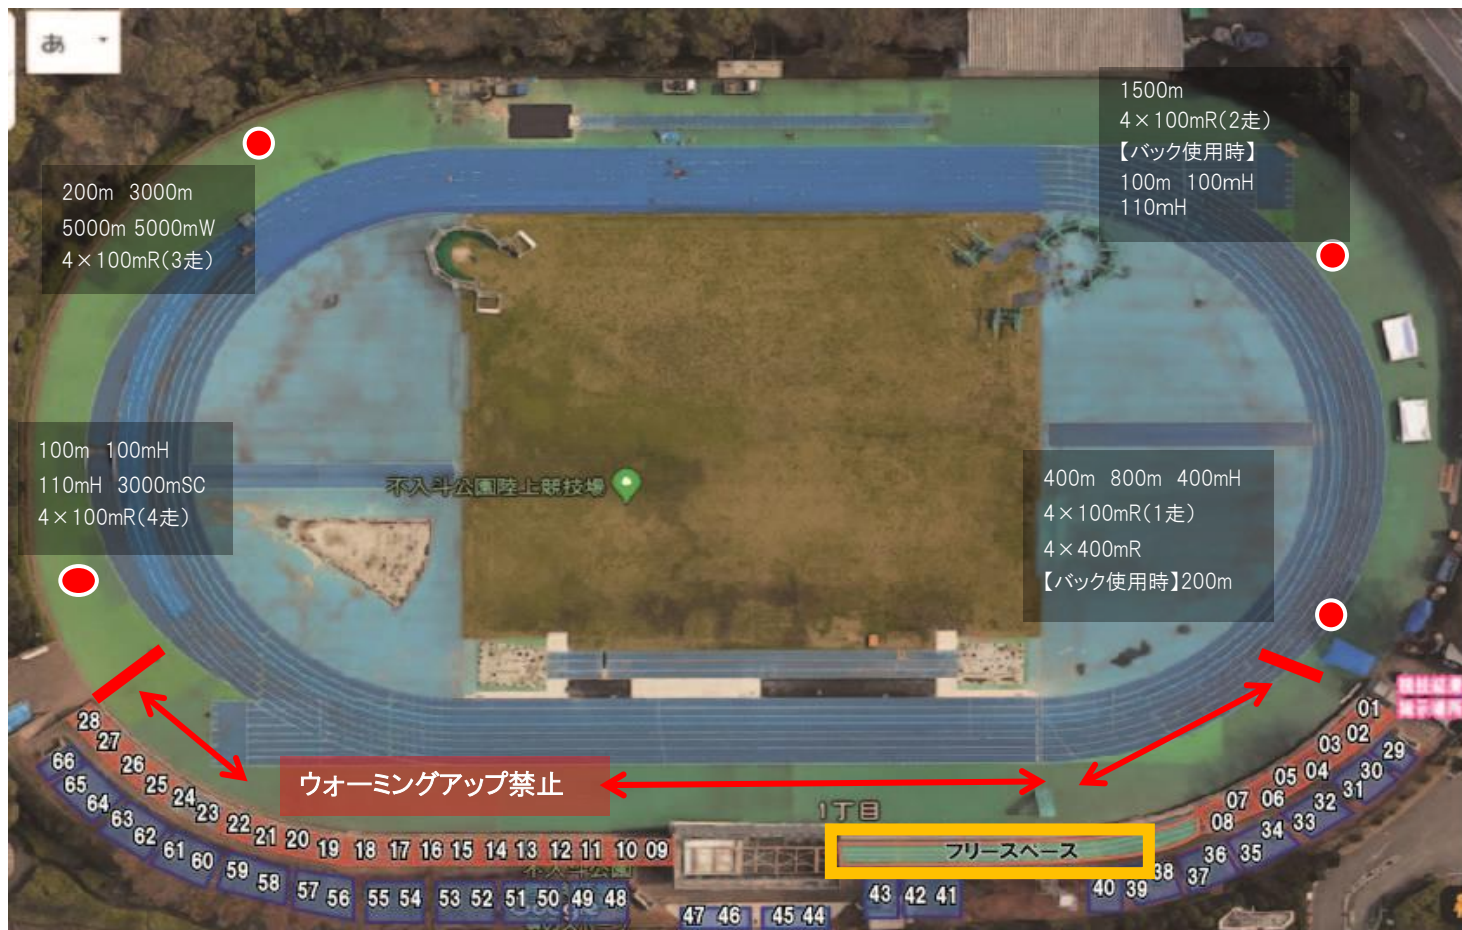 あ
1500m
4×100mR(2走)
【バック使用時】
100m 100mH
110mH
200m 3000m
5000m 5000mW
4×100mR(3走)
100m 100mH
110mH 3000mSC
4×100mR(4走)
不入斗公園陸上競技場
400m 800m 400mH
4×100mR(1走)
4×400mR
【バック使用時】200m
ウォーミングアップ禁止
1丁目
フリースペース
28 27 26 25 24 23 22 21 20 19 18 17 16 15 14 13 12 11 10 09
08 07 06 05 04 03 02 01
66 65 64 63 62 61 60 59 58 57 56 55 54 53 52 51 50 49 48
47 46 45 44 43 42 41 40 39 38 37 36 35 34 33 32 31 30 29